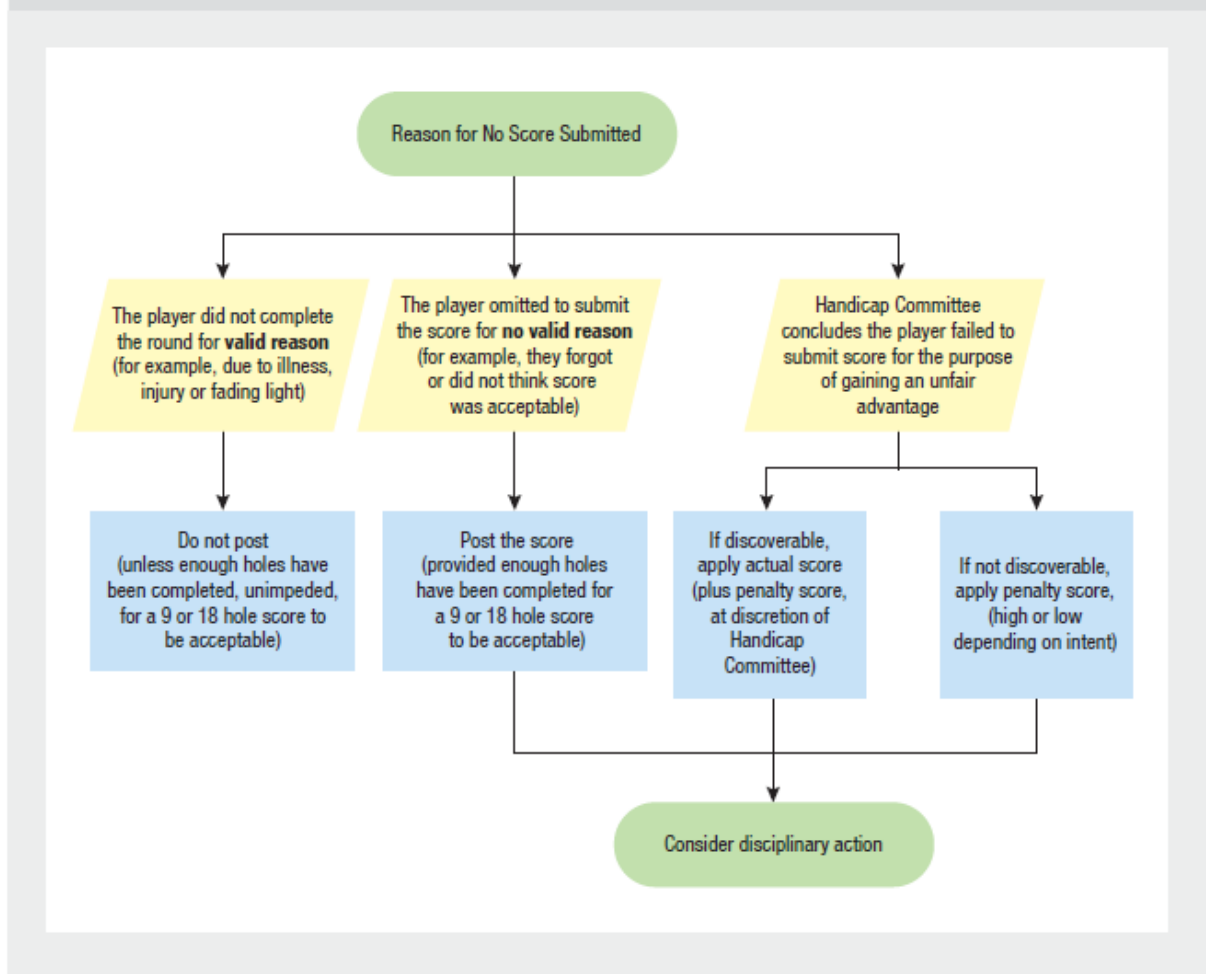 Reason for No Score Submitted
The player did not complete
the round for valid reason
(for example, due to illness,
injury or fading light)
The player omitted to submit
the score for no valid reason
(for example, they forgot
or did not think score
was acceptable)
Handicap Committee
concludes the player failed to
submit score for the purpose
of gaining an unfair
advantage
Do not post
(unless enough holes have
been completed, unimpeded,
for a 9 or 18 hole score to
be acceptable)
Post the score
(provided enough holes
have been completed for
a 9 or 18 hole score
to be acceptable)
If discoverable,
apply actual score
(plus penalty score,
at discretion of
Handicap
Committee)
If not discoverable,
apply penalty score,
(high or low
depending on intent)
Consider disciplinary action